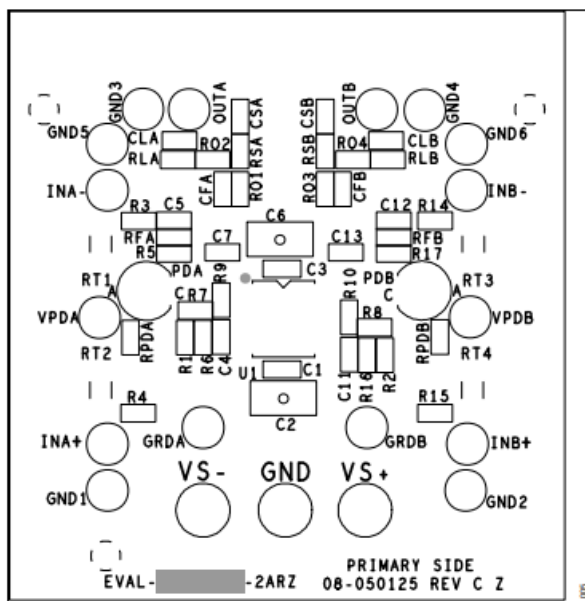 GND3
OUTA
CSA
CSB
OUTB
GND4
GND5
CLA
RO2
RSA
RSB
RO4
CLB
GND6
RLA
RLB
INA-
CFA
RO1
RO3
CFB
INB-
R3
C5
C6
C12
R14
RFA
C7
C13
RFB
R5
R17
PDA
R9
C3
R10
PDB
RT1
A
C
R7
C
A
RT3
VPDA
R8
VPDB
RT2
RPDA
R1
R6
C4
U1
C1
C11
R16
R2
RPDB
RT4
R4
C2
R15
INA+
GRDA
GRDB
INB+
VS-
GND
VS+
GND1
GND2
PRIMARY SIDE
EVAL- -2ARZ
08-050125 REV C Z